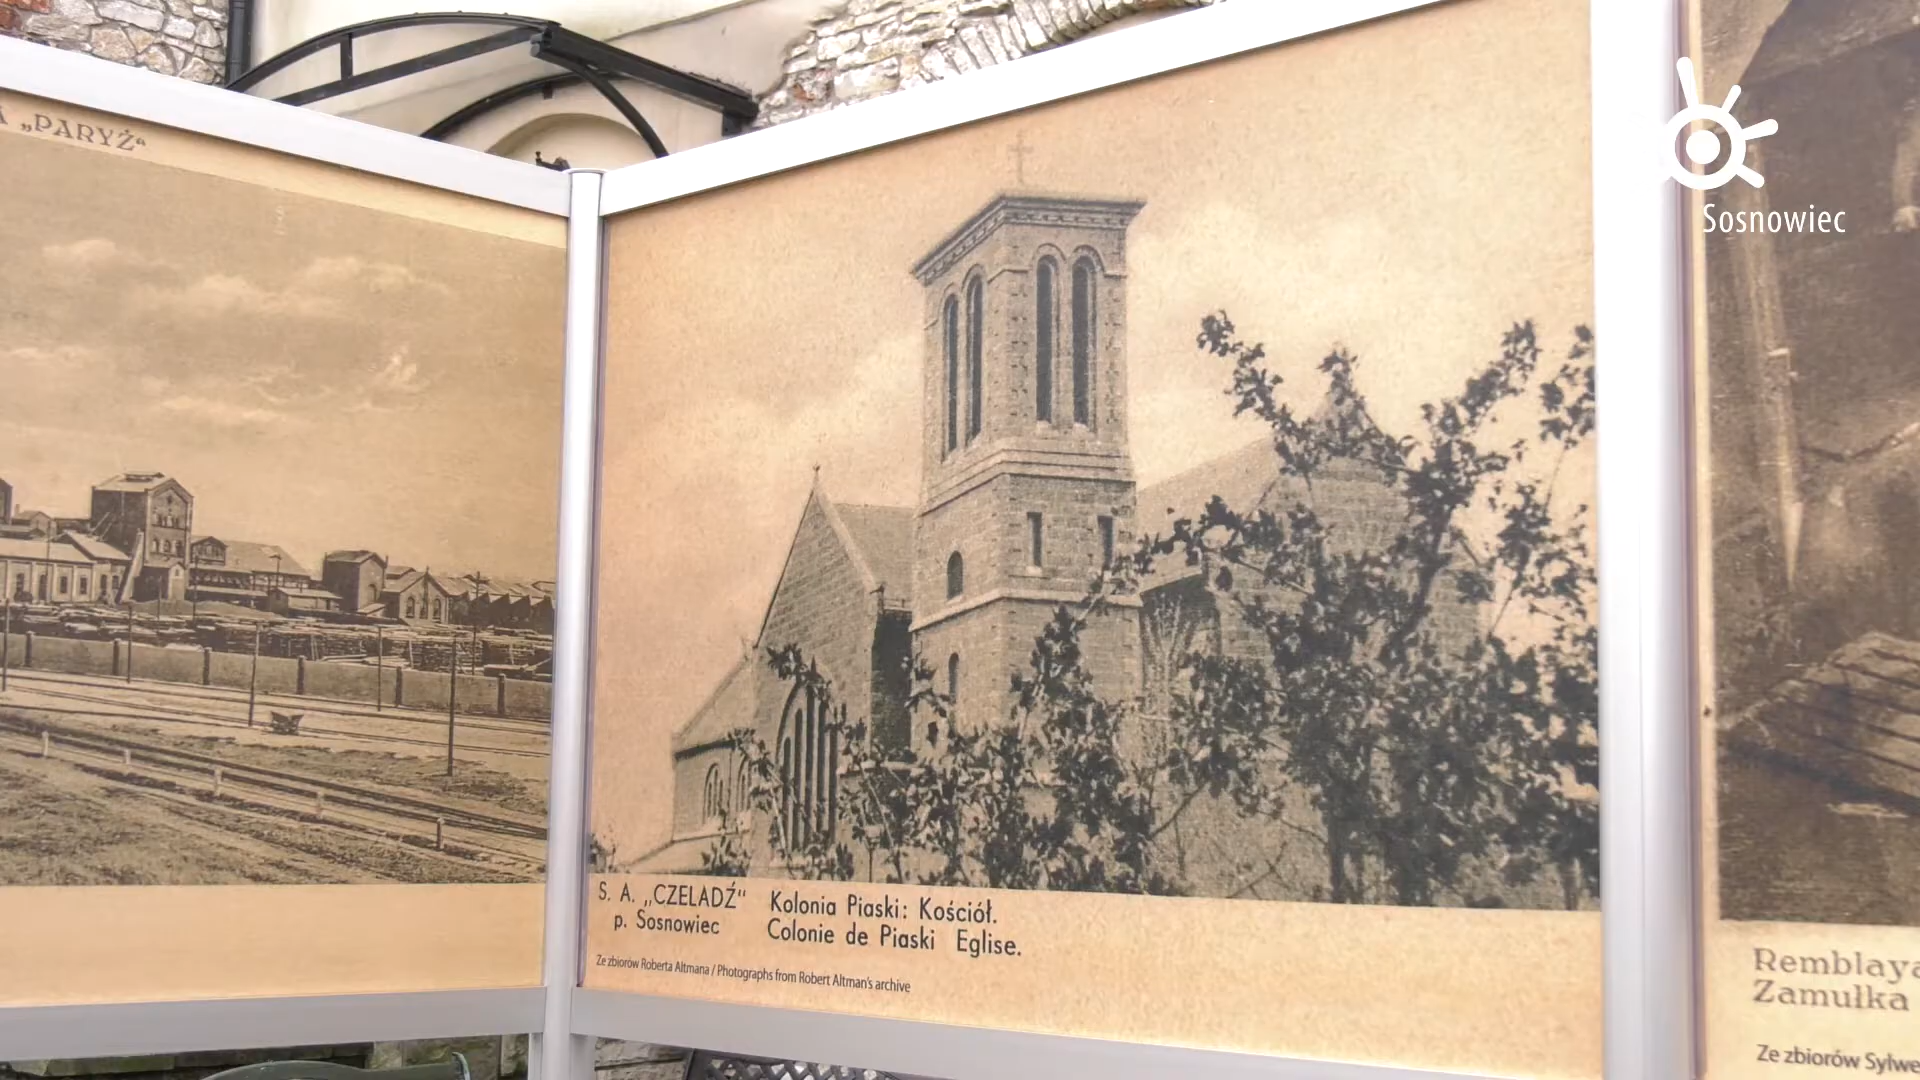 „PARYŻ“
Sosnowiec
S. A. „CZELADŹ“ Kolonia Piaski: Kościół.
p. Sosnowiec Colonie de Piaski Eglise.
Ze zbiorów Roberta Altmana / Photographs from Robert Altman's archive
Zamułka
Ze zbiorów